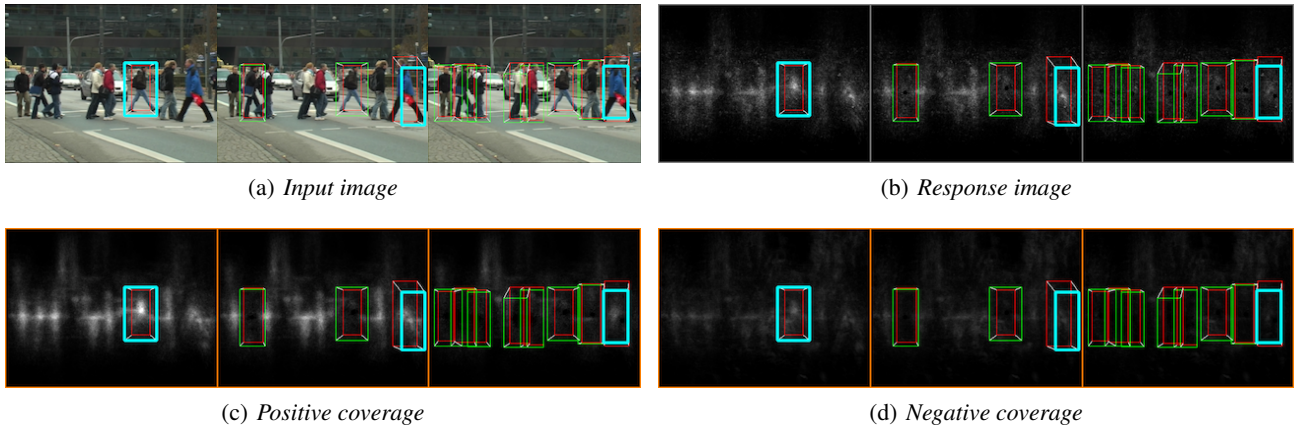 (a) Input image
(b) Response image
(c) Positive coverage
(d) Negative coverage